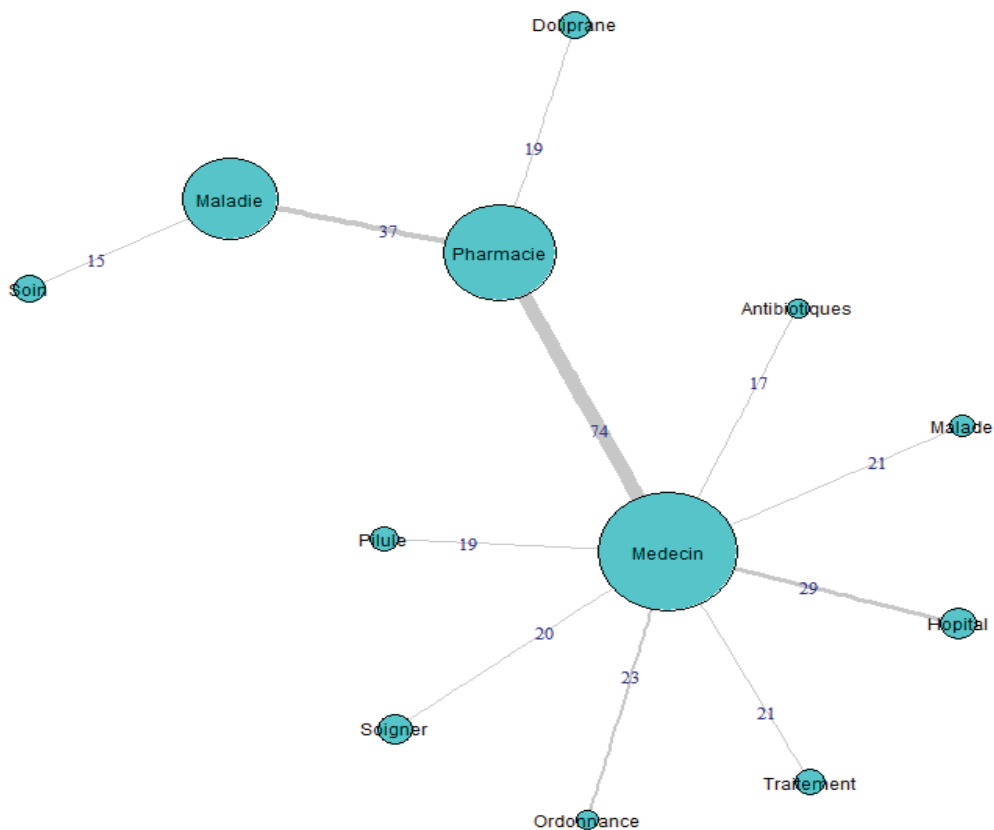 Doliprane
19
Maladie
37
Pharmacie
15
Soin
Antibiotiques
17
74
Malade
21
Pilule
19
Medecin
29
Hopital
20
23
21
Soigner
Traitement
Ordonnance